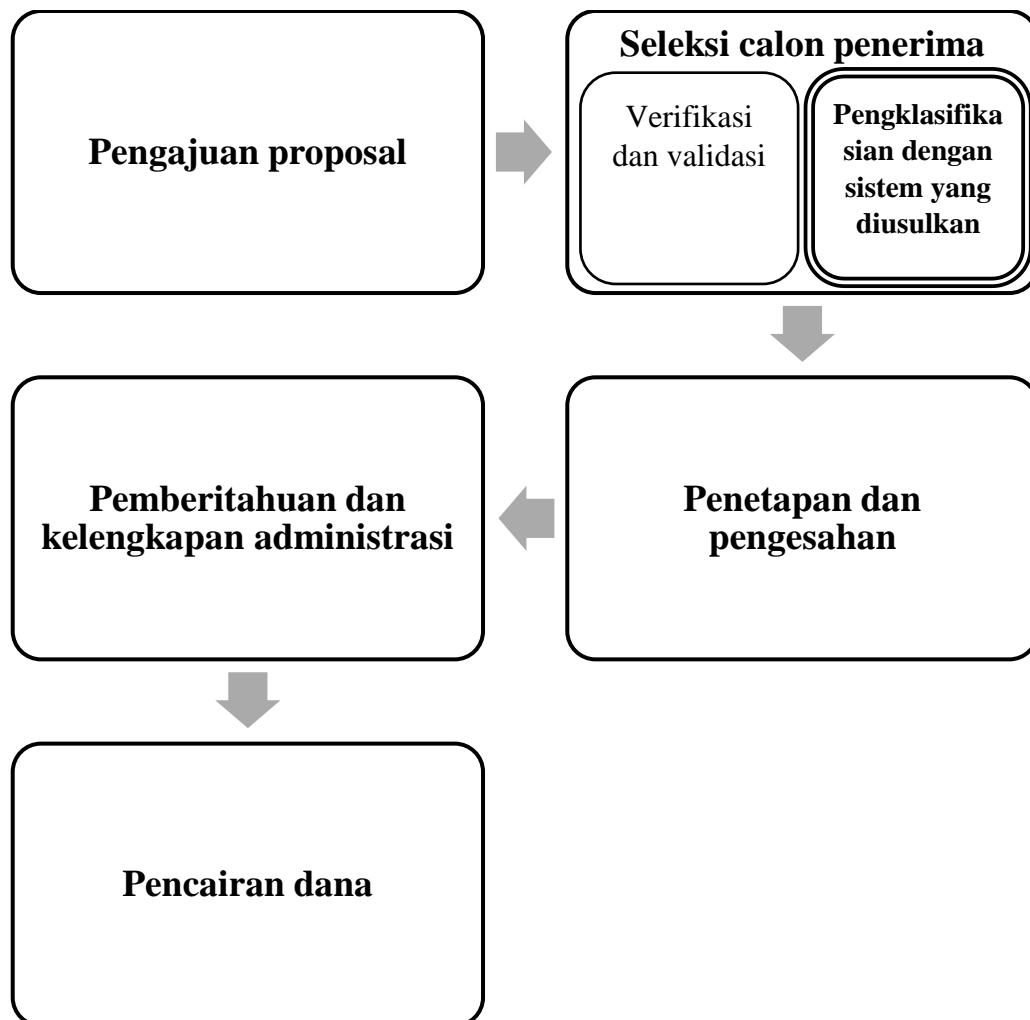 Pengajuan proposal
Seleksi calon penerima
Verifikasi
dan validasi
Pengklasifika
sian dengan
sistem yang
diusulkan
Penetapan dan
pengesahan
Pemberitahuan dan
kelengkapan administrasi
Pencairan dana